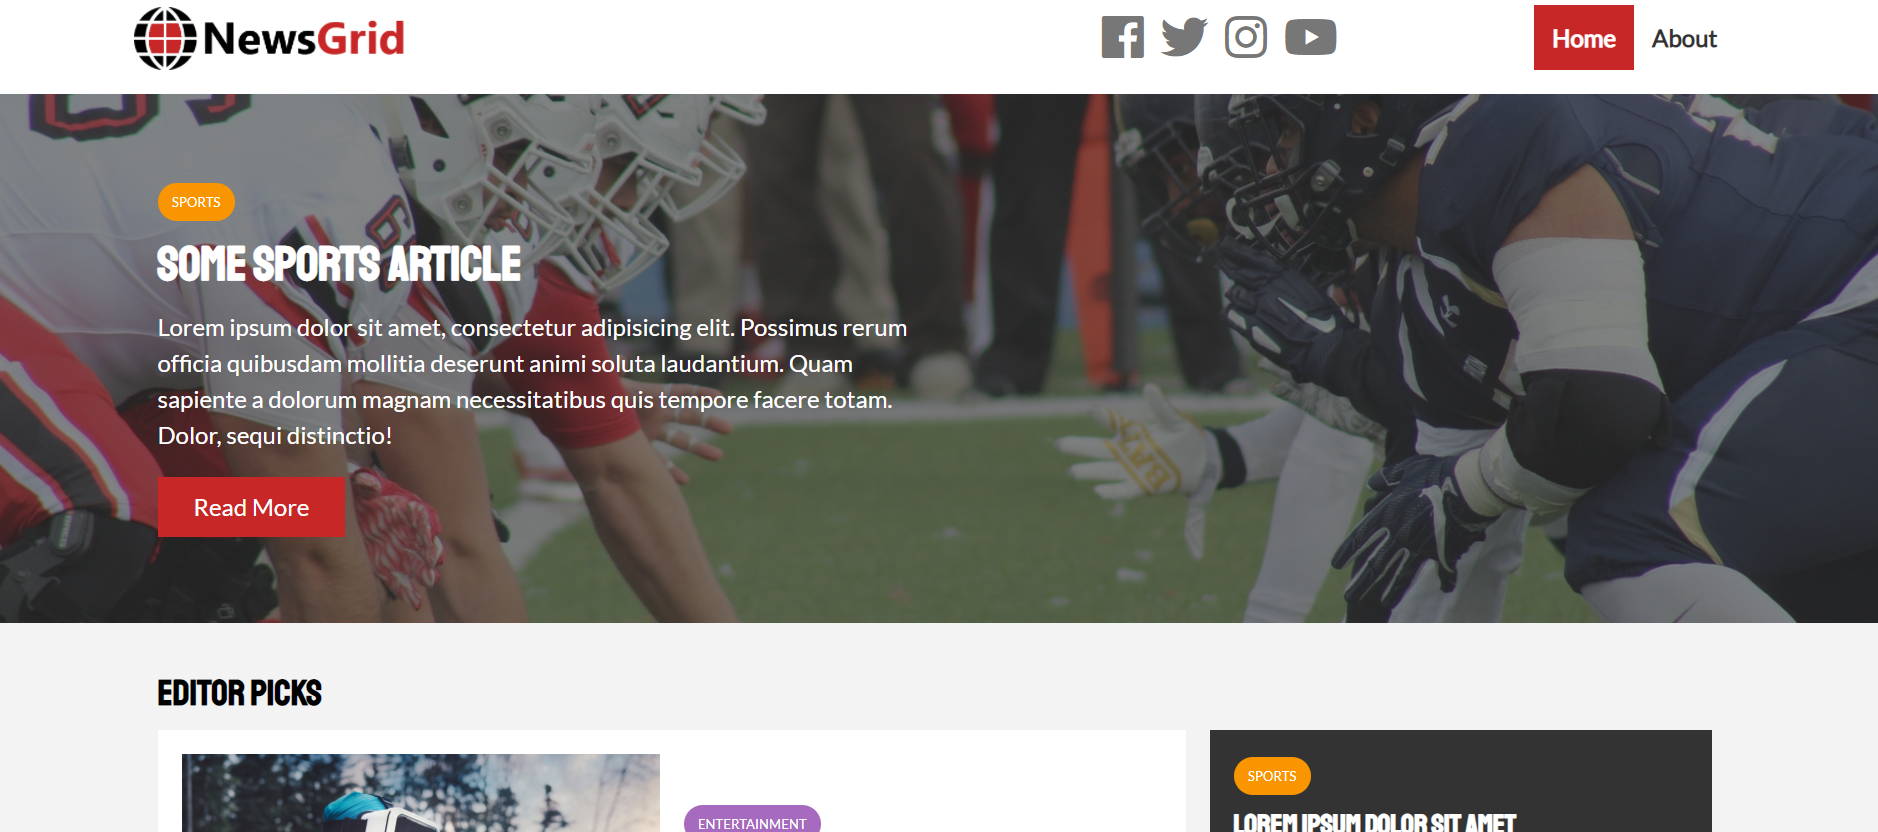 NewsGrid
Home
About
SPORTS
SOME SPORTS ARTICLE
Lorem ipsum dolor sit amet, consectetur adipisicing elit. Possimus rerum
officia quibusdam mollitia deserunt animi soluta laudantium. Quam
sapiente a dolorum magnam necessitatibus quis tempore facere totam.
Dolor, sequi distinctio!
Read More
EDITOR PICKS
ENTERTAINMENT
SPORTS
LOREM IPSUM DOLOR SIT AMET